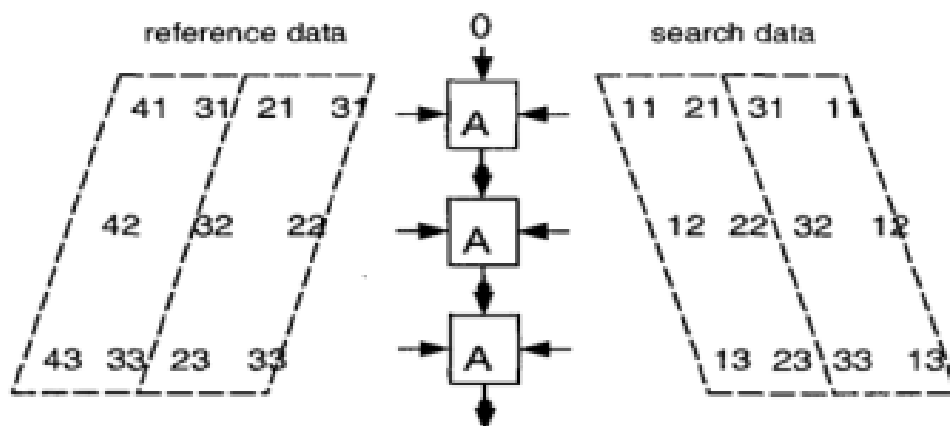 reference data 0 search data
41 31 21 31 A 11 21 31 11
42 32 22 A 12 22 32 12
43 33 23 33 A 13 23 33 13